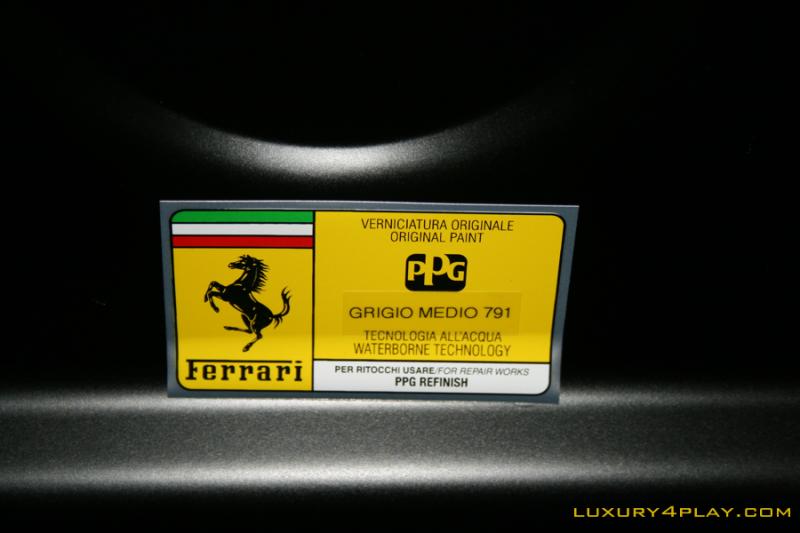 VERNICIATURA ORIGINALE
ORIGINAL PAINT
PPG
GRIGIO MEDIO 791
TECNOLOGIA ALL'ACQUA
WATERBORNE TECHNOLOGY
Ferrari
PER RITOCCHI USARE/FOR REPAIR WORKS
PPG REFINISH
LUXURY4PLAY.COM